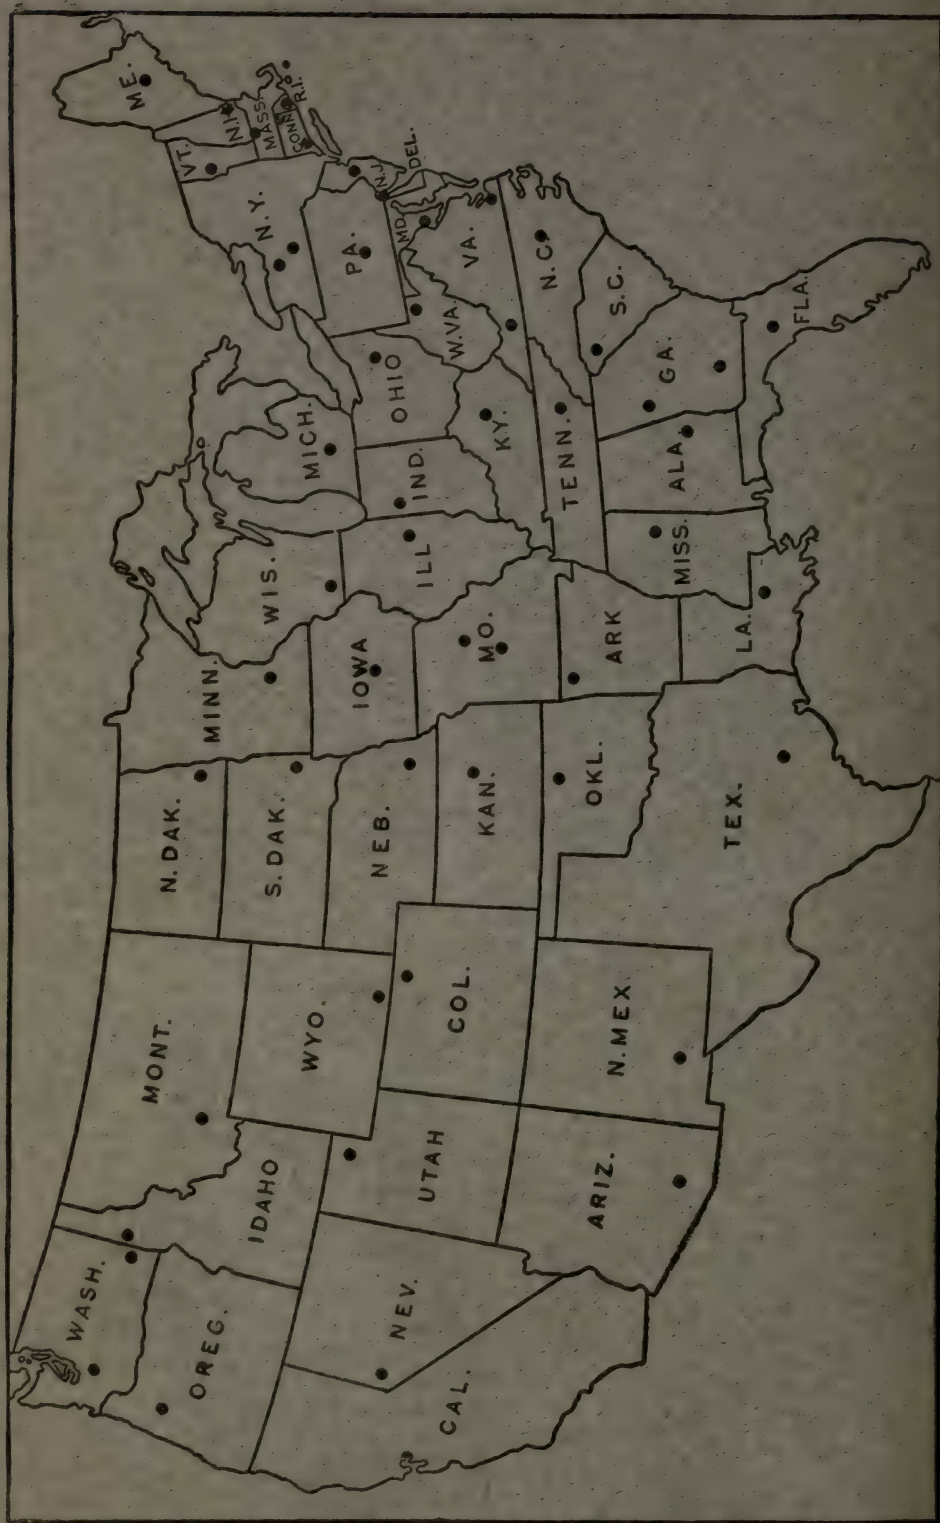 WASH.
OREG.
CAL.
NEV.
IDAHO
MONT.
WYO.
UTAH
ARIZ.
COL.
N.MEX.
N.DAK.
S.DAK.
NEB.
KAN.
OKL.
TEX.
MINN.
IOWA
MO.
ARK
LA.
WIS.
ILL
MISS.
MICH.
IND.
OHIO
KY.
TENN.
ALA.
GA.
FLA.
S.C.
N.C.
VA.
W.VA.
MD.
DEL.
PA.
N.J.
N.Y.
VT.
N.H.
ME.
MASS.
CONN.
R.I.